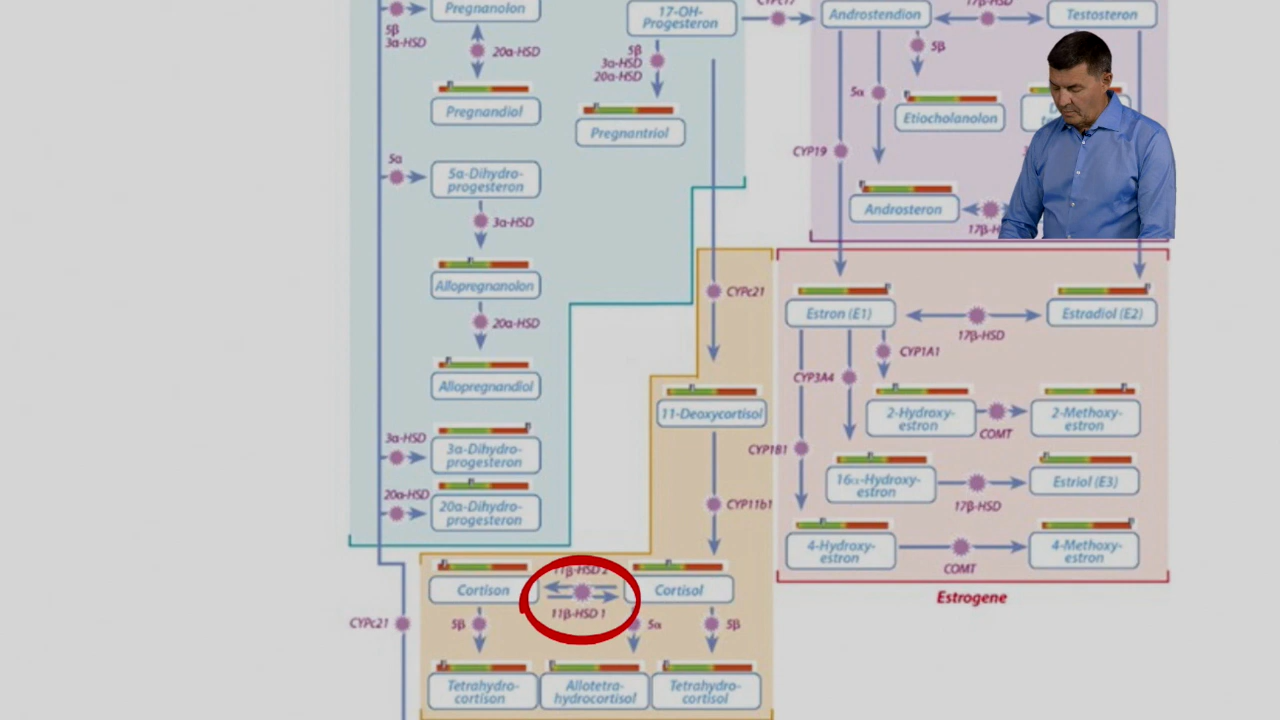 Pregnanolon
5β
3α-HSD
20α-HSD
Pregnandiol
5α
5α-Dihydro-
progesteron
3α-HSD
Allopregnanolon
20α-HSD
Allopregnandiol
3α-HSD
3α-Dihydro-
progesteron
20α-HSD
20α-Dihydro-
progesteron
17-OH-
Progesteron
5β
3α-HSD
20α-HSD
Pregnantriol
CYPc17
Androstendion
17β-HSD
Testosteron
5β
5α
Etiocholanolon
CYP19
Androsteron
CYPc21
11-Deoxycortisol
CYP11b1
Estron (E1)
17β-HSD
Estradiol (E2)
CYP1A1
CYP3A4
2-Hydroxy-
estron
COMT
2-Methoxy-
estron
CYP1B1
16α-Hydroxy-
estron
17β-HSD
Estriol (E3)
4-Hydroxy-
estron
COMT
4-Methoxy-
estron
Estrogene
Cortison
11β-HSD 2
11β-HSD 1
Cortisol
CYPc21
5β
5α
5β
Tetrahydro-
cortison
Allotetra-
hydrocortisol
Tetrahydro-
cortisol